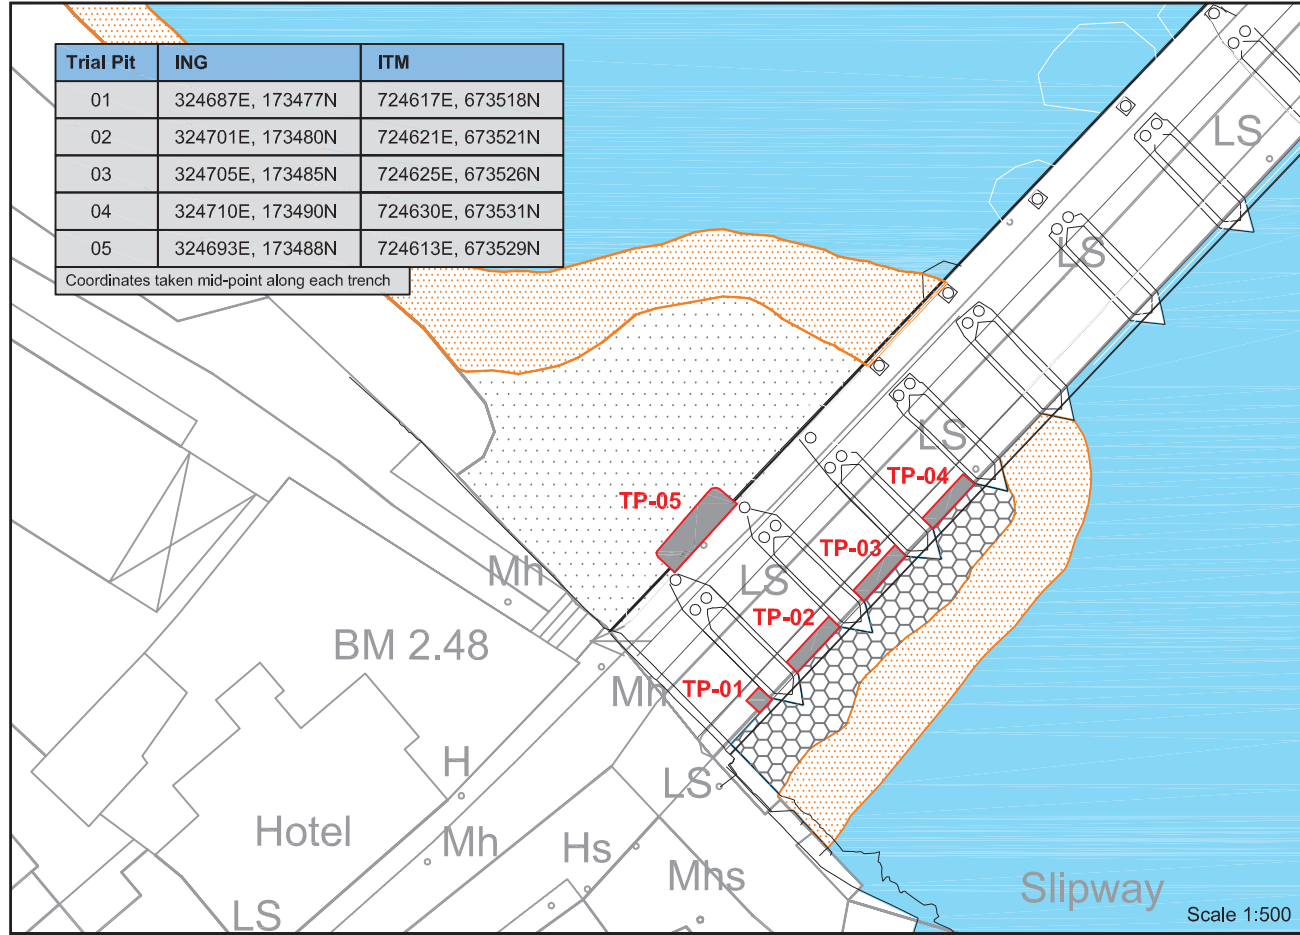 Trial Pit ING ITM
01 324687E, 173477N 724617E, 673518N
02 324701E, 173480N 724621E, 673521N
03 324705E, 173485N 724625E, 673526N
04 324710E, 173490N 724630E, 673531N
05 324693E, 173488N 724613E, 673529N
Coordinates taken mid-point along each trench
LS
LS
LS
TP-04
TP-05
TP-03
Mh
LS
TP-02
BM 2.48
TP-01
Mh
H
LS
Hotel
Mh
Hs
Mhs
Slipway
LS
Scale 1:500